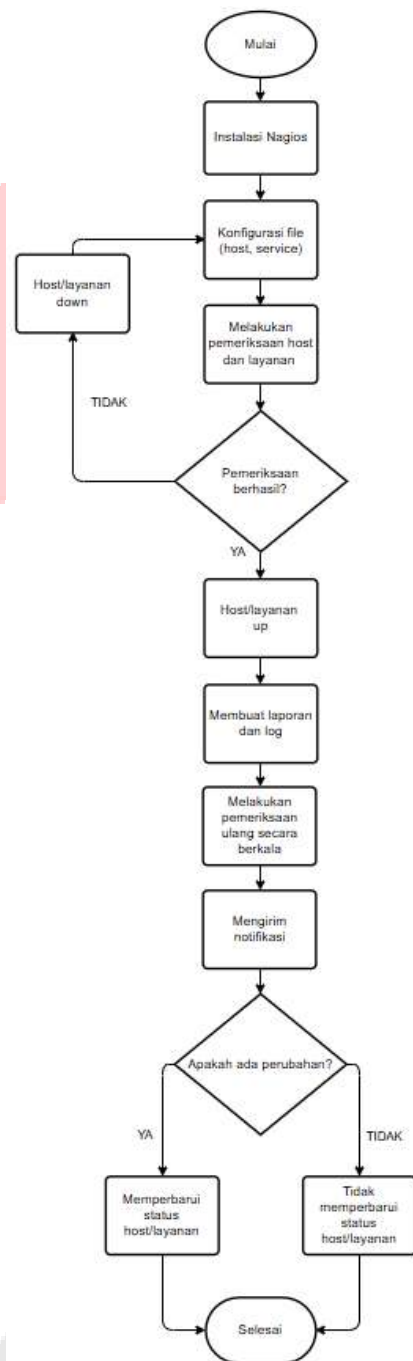 Mulai
Instalasi Nagios
Konfigurasi file
(host, service)
Host/layanan
down
Melakukan
pemeriksaan host
dan layanan
TIDAK
Pemeriksaan
berhasil?
YA
Host/layanan
up
Membuat laporan
dan log
Melakukan
pemeriksaan
ulang secara
berkala
Mengirim
notifikasi
Apakah ada perubahan?
YA
TIDAK
Memperbarui
status
host/layanan
Tidak
memperbarui
status
host/layanan
Selesai